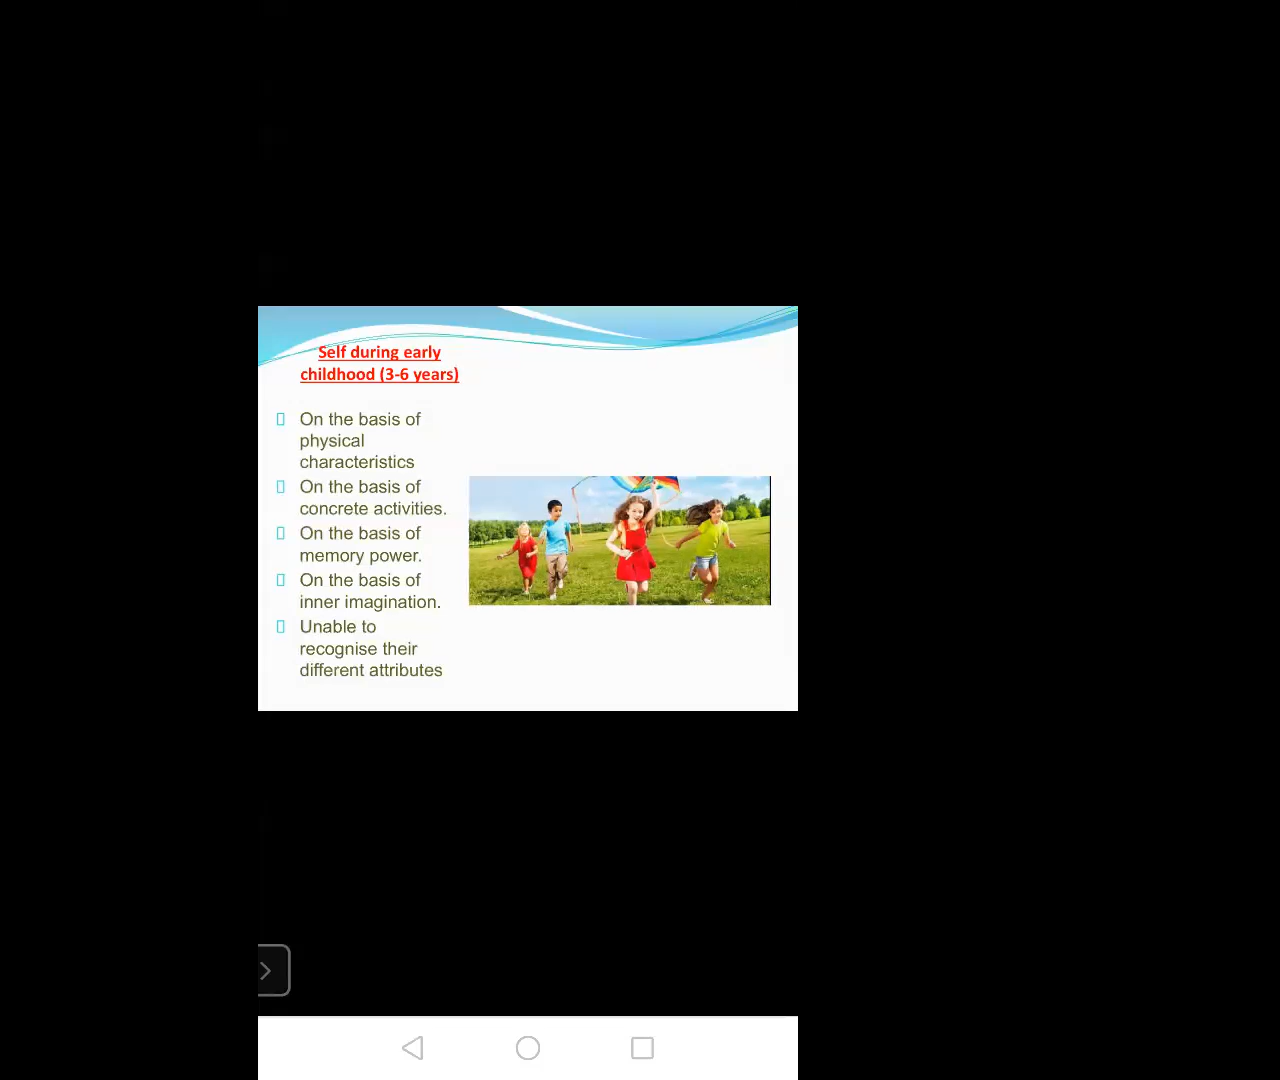 Self during early
childhood (3-6 years)
On the basis of
physical
characteristics
On the basis of
concrete activities.
On the basis of
memory power.
On the basis of
inner imagination.
Unable to
recognise their
different attributes